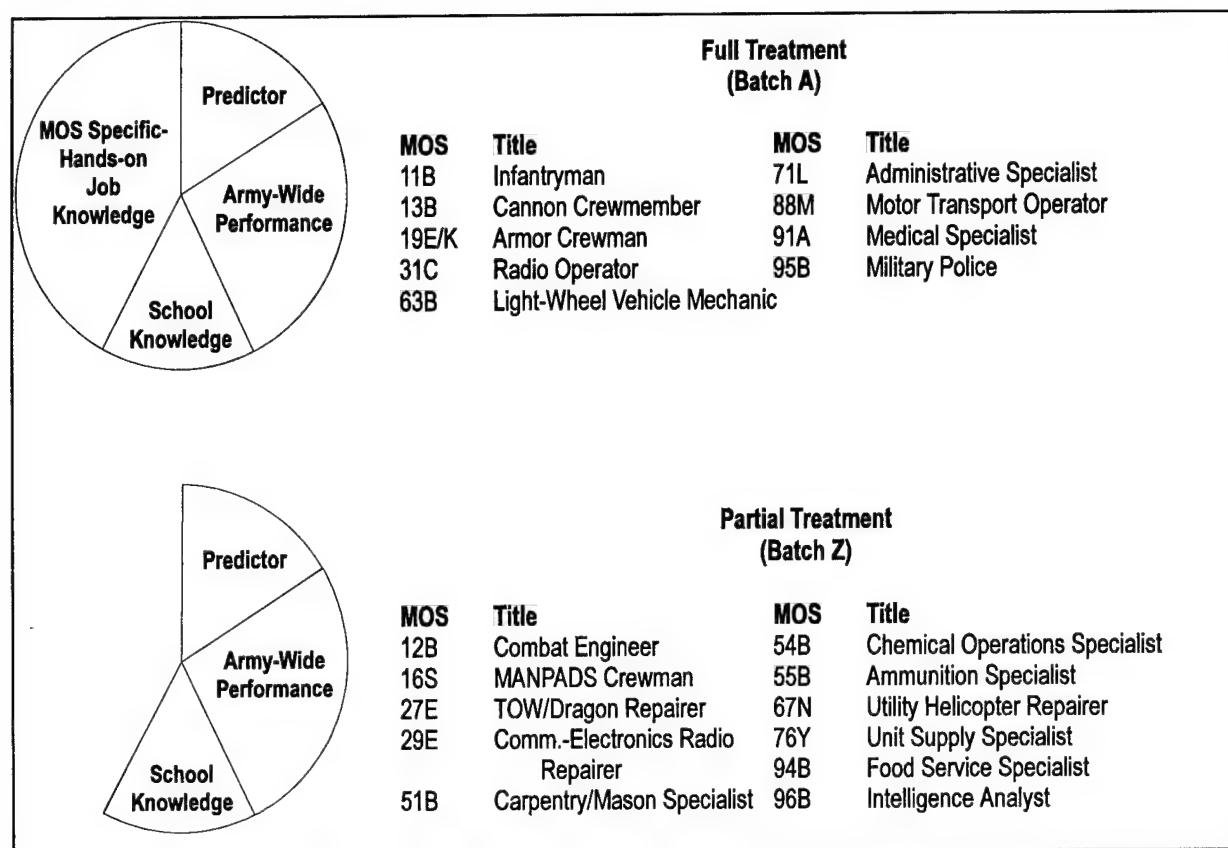 Predictor
MOS Specific-
Hands-on
Job
Knowledge
Army-Wide
Performance
School
Knowledge
Full Treatment
(Batch A)
MOS Title MOS Title
11B Infantryman 71L Administrative Specialist
13B Cannon Crewmember 88M Motor Transport Operator
19E/K Armor Crewman 91A Medical Specialist
31C Radio Operator 95B Military Police
63B Light-Wheel Vehicle Mechanic
Predictor
Army-Wide
Performance
School
Knowledge
Partial Treatment
(Batch Z)
MOS Title MOS Title
12B Combat Engineer 54B Chemical Operations Specialist
16S MANPADS Crewman 55B Ammunition Specialist
27E TOW/Dragon Repairer 67N Utility Helicopter Repairer
29E Comm.-Electronics Radio 76Y Unit Supply Specialist
Repairer 94B Food Service Specialist
51B Carpentry/Mason Specialist 96B Intelligence Analyst